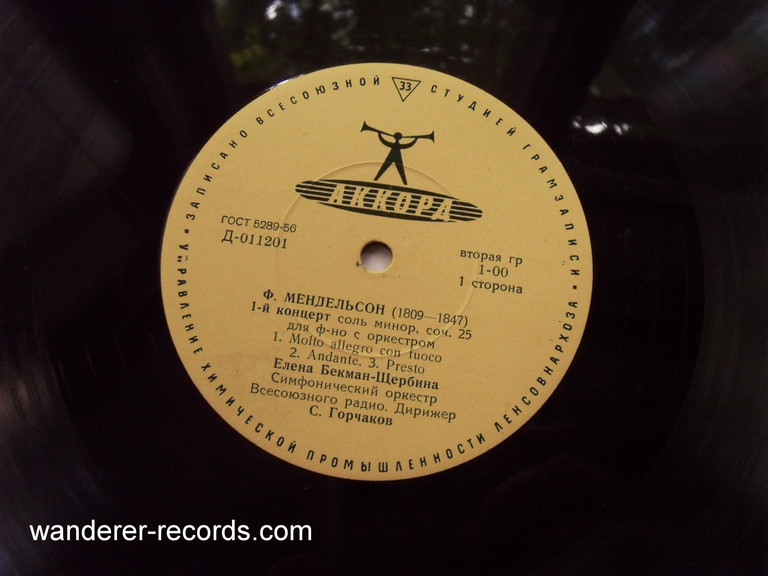 ЗАПИСАНО ВСЕСОЮЗНОЙ СТУДИЕЙ ГРАМЗАПИСИ
33
АККОРД
ГОСТ 5289-56
Д-011201
вторая гр
1-00
1 сторона
Ф. МЕНДЕЛЬСОН (1809—1847)
1-й концерт соль минор, соч. 25
для ф-но с оркестром
1. Molto allegro con fuoco
2. Andante. 3. Presto
Елена Бекман-Щербина
Симфонический оркестр
Всесоюзного радио. Дирижер
С. Горчаков
УПРАВЛЕНИЕ ХИМИЧЕСКОЙ ПРОМЫШЛЕННОСТИ ЛЕНСОВНАРХОЗА
wanderer-records.com